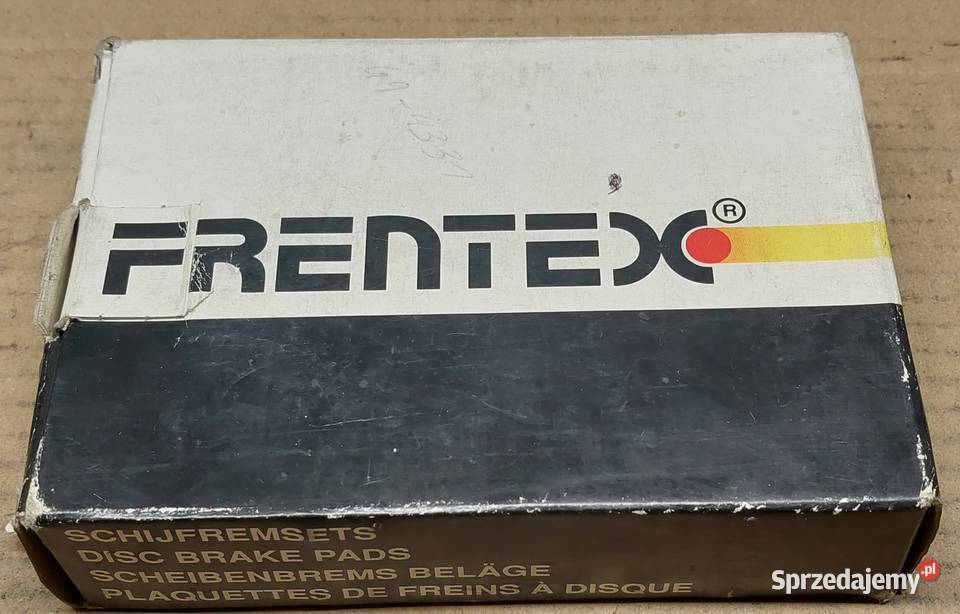 FRENTEX®
SCHIJFREMSETS
DISC BRAKE PADS
SCHEIBENBREMS BELÄGE
PLAQUETTES DE FREINS À DISQUE
Sprzedajemy.pl